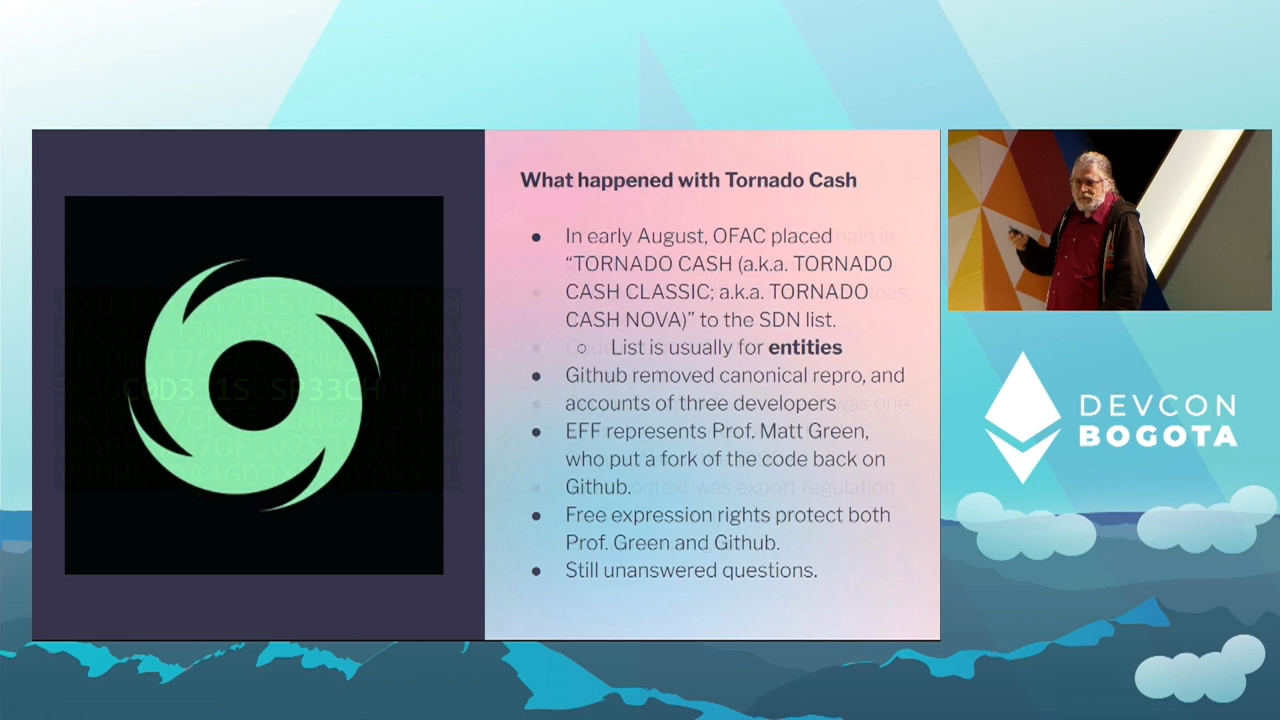 What happened with Tornado Cash
● In early August, OFAC placed
“TORNADO CASH (a.k.a. TORNADO
CASH CLASSIC; a.k.a. TORNADO
CASH NOVA)” to the SDN list.
○ List is usually for entities
● Github removed canonical repro, and
accounts of three developers
● EFF represents Prof. Matt Green,
who put a fork of the code back on
Github.
● Free expression rights protect both
Prof. Green and Github.
● Still unanswered questions.
DEVCON
BOGOTA